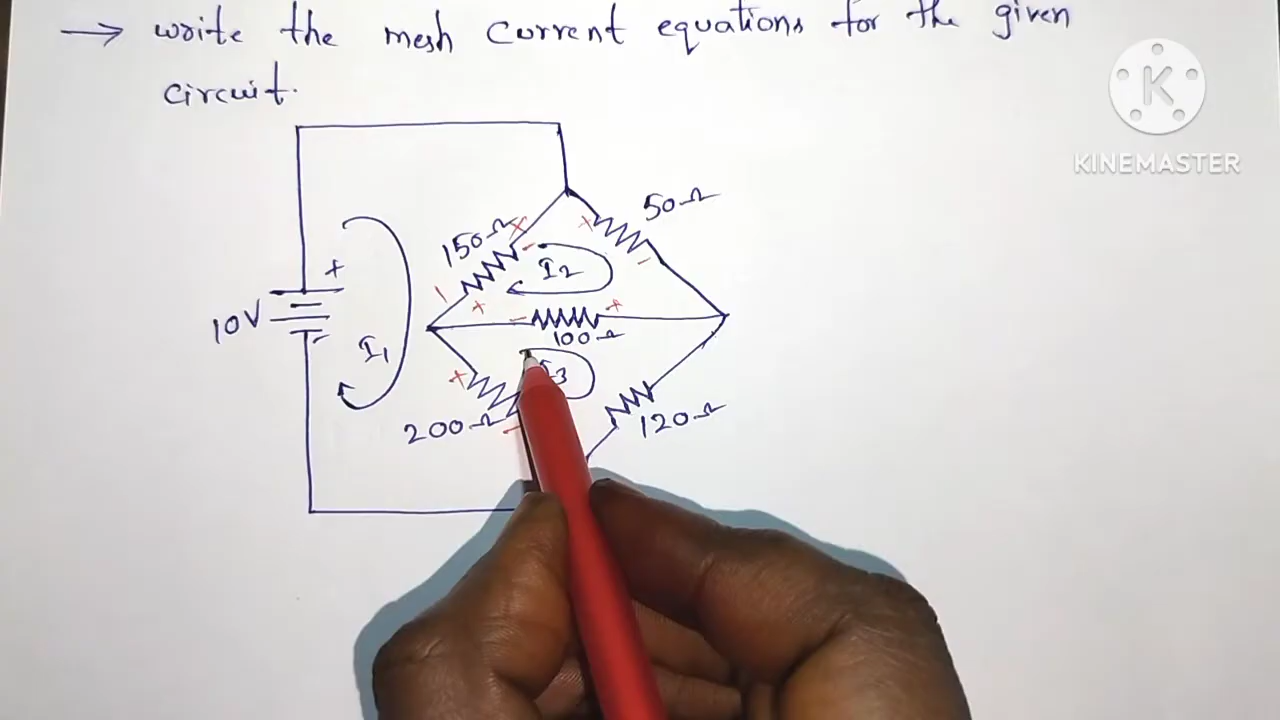 → write the mesh current equations for the given
circuit.
K
KINEMASTER
50Ω
150Ω
I2
+
10V
100Ω
I1
I3
200Ω
120Ω